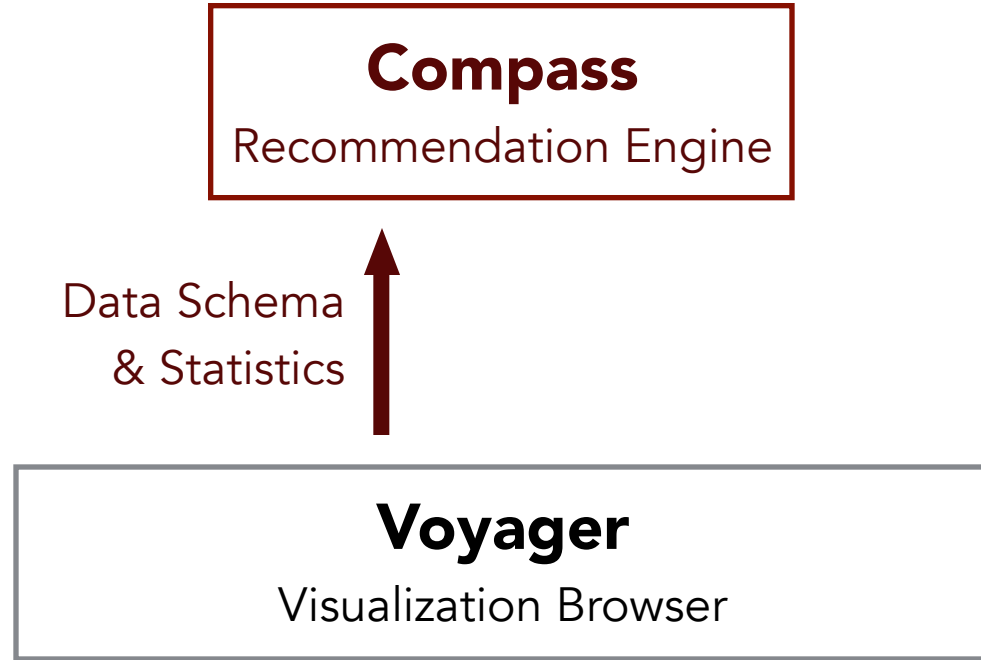 Compass
Recommendation Engine
Data Schema
& Statistics
Voyager
Visualization Browser